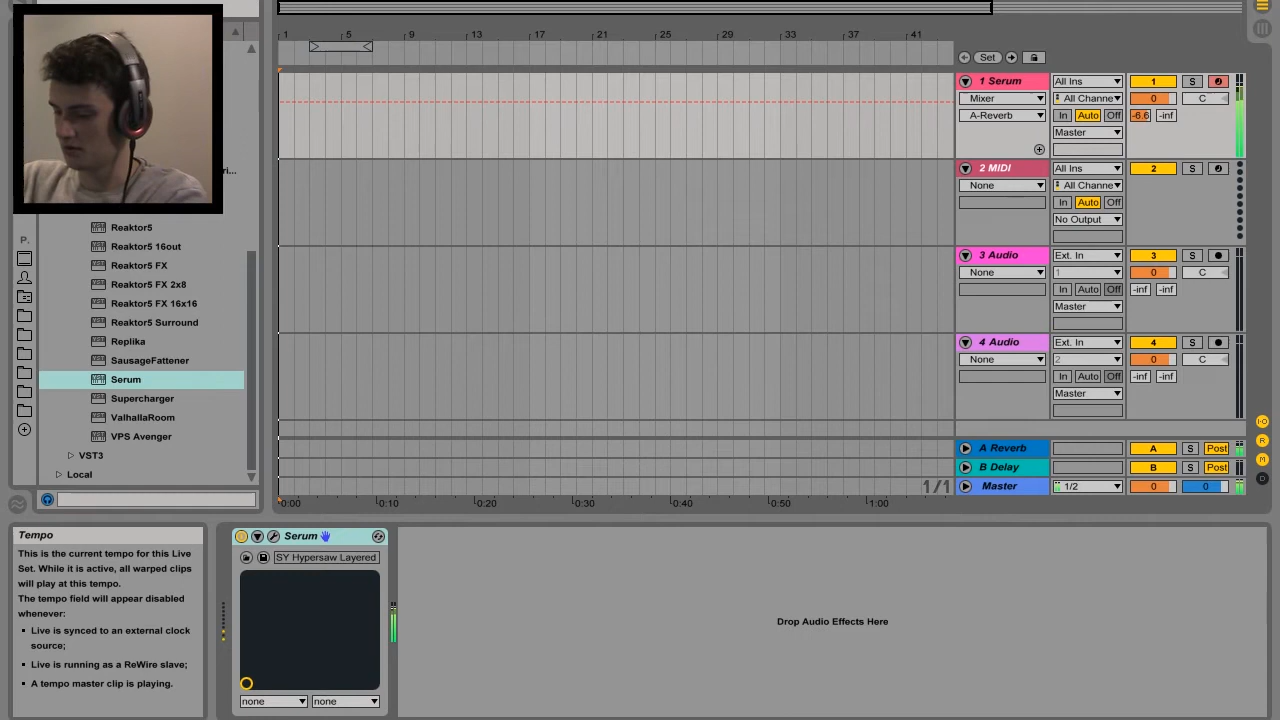 1 5 9 13 17 21 25 29 33 37 41
Set
1 Serum All Ins 1 S
Mixer All Channe 0 C
A-Reverb In Auto Off -6.6 -inf
Master
2 MIDI All Ins 2 S
None All Channe
In Auto Off
No Output
3 Audio Ext. In 3 S
None 1 0 C
In Auto Off -inf -inf
Master
4 Audio Ext. In 4 S
None 2 0 C
In Auto Off -inf -inf
Master
A Reverb A S Post
B Delay B S Post
Master 1/2 0 0
1/1
0:00 0:10 0:20 0:30 0:40 0:50 1:00
P.
Reaktor5
Reaktor5 16out
Reaktor5 FX
Reaktor5 FX 2x8
Reaktor5 FX 16x16
Reaktor5 Surround
Replika
SausageFattener
Serum
Supercharger
ValhallaRoom
VPS Avenger
VST3
Local
Tempo
This is the current tempo for this Live
Set. While it is active, all warped clips
will play at this tempo.
The tempo field will appear disabled
whenever:
Live is synced to an external clock
source;
Live is running as a ReWire slave;
A tempo master clip is playing.
Serum
SY Hypersaw Layered
none none
Drop Audio Effects Here
I-O
R
M
D